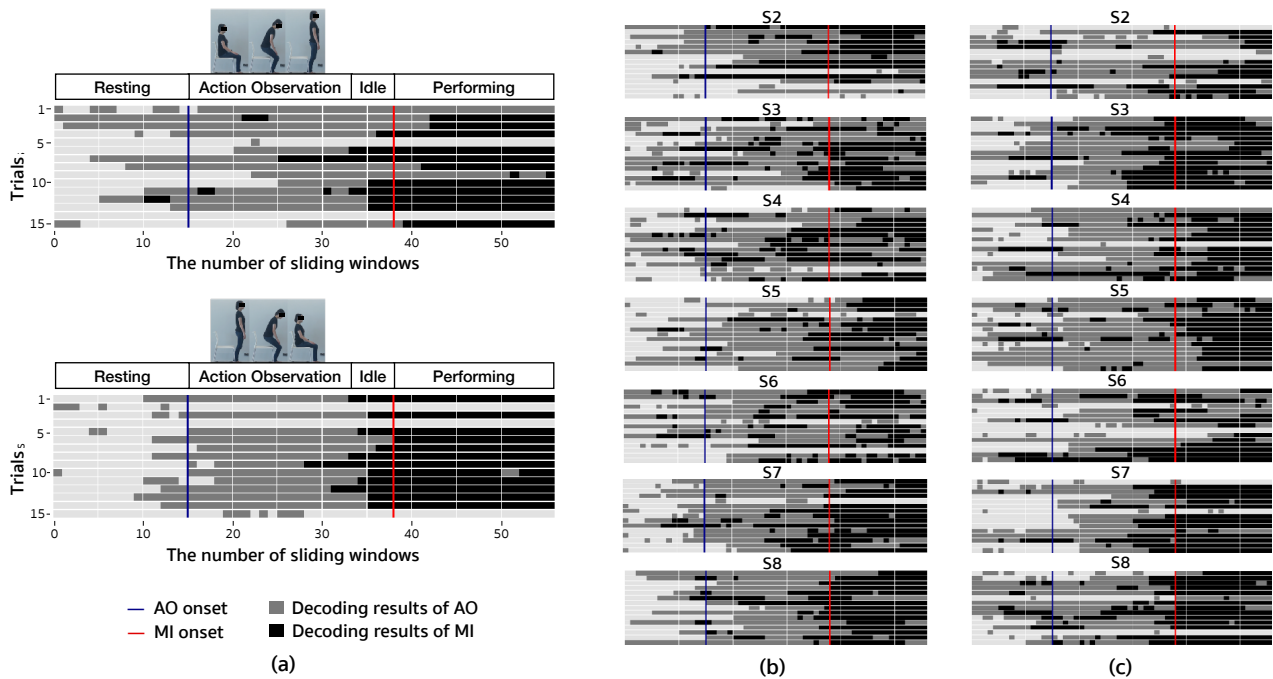 Resting Action Observation Idle Performing
1
5
10
15
Trials
0 10 20 30 40 50
The number of sliding windows
Resting Action Observation Idle Performing
1
5
10
15
Trials
0 10 20 30 40 50
The number of sliding windows
AO onset
MI onset
Decoding results of AO
Decoding results of MI
(a)
S2
S3
S4
S5
S6
S7
S8
(b)
S2
S3
S4
S5
S6
S7
S8
(c)